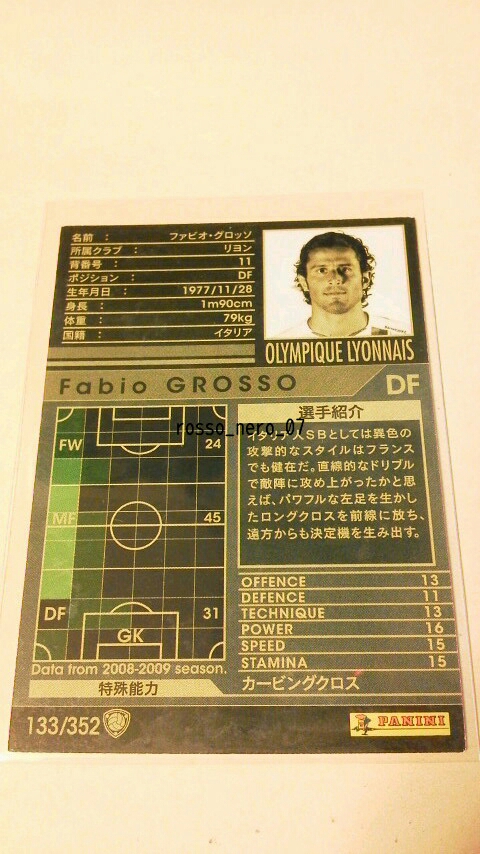 名前 : ファビオ・グロッソ
所属クラブ : リヨン
背番号 : 11
ポジション : DF
生年月日 : 1977/11/28
身長 : 1m90cm
体重 : 79kg
国籍 : イタリア
OLYMPIQUE LYONNAIS
Fabio GROSSO DF
FW 24
MF 45
DF 31
GK
Data from 2008-2009 season.
特殊能力
rosso_nero_07
選手紹介
イタリア人SBとしては異色の
攻撃的なスタイルはフランス
でも健在だ。直線的なドリブル
で敵陣に攻め上がったかと思
えば、パワフルな左足を生かし
たロングクロスを前線に放ち、
遠方からも決定機を生み出す。
OFFENCE 13
DEFENCE 11
TECHNIQUE 13
POWER 16
SPEED 15
STAMINA 15
カービングクロス
133/352
PANINI